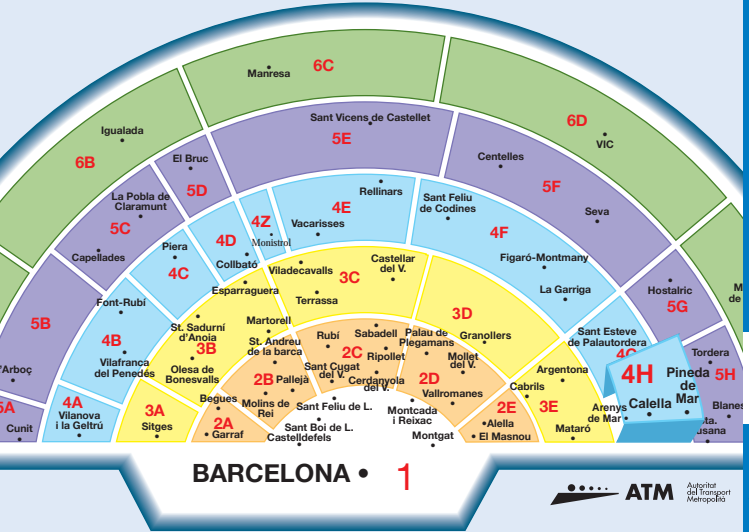 6C
Manresa
6D
VIC
Igualada
6B
Sant Vicens de Castellet
5E
El Bruc
5D
Centelles
5F
Seva
La Pobla de
Claramunt
5C
Capellades
Rellinars
4E
Vacarisses
4Z
Monistrol
Sant Feliu
de Codines
4F
Figaró-Montmany
La Garriga
4D
Collbató
Piera
4C
Hostalric
5G
5B
Font-Rubí
4B
Vilafranca
del Penedés
Esparraguera
Viladecavalls
3C
Castellar
del V.
Terrassa
3D
Granollers
Sant Esteve
de Palautordera
St. Sadurní
d'Anoia
3B
Olesa de
Bonesvalls
Martorell
St. Andreu
de la barca
2B
Pallejà
Molins de
Rei
Rubí
2C
Sabadell
Ripollet
Sant Cugat
del V.
Cerdanyola
del V.
Palau de
Plegamans
Mollet
del V.
2D
Vallromanes
Tordera
5H
Blanes
4H
Pineda
de
Mar
Calella
Argentona
Cabrils
3E
Mataró
Arenys
de Mar
2E
Alella
El Masnou
5A
Cunit
4A
Vilanova
i la Geltrú
3A
Sitges
Begues
2A
Garraf
Sant Feliu de L.
Sant Boi de L.
Castelldefels
Montcada
i Reixac
Montgat
BARCELONA • 1
ATM
Autoritat
del Transport
Metropolità